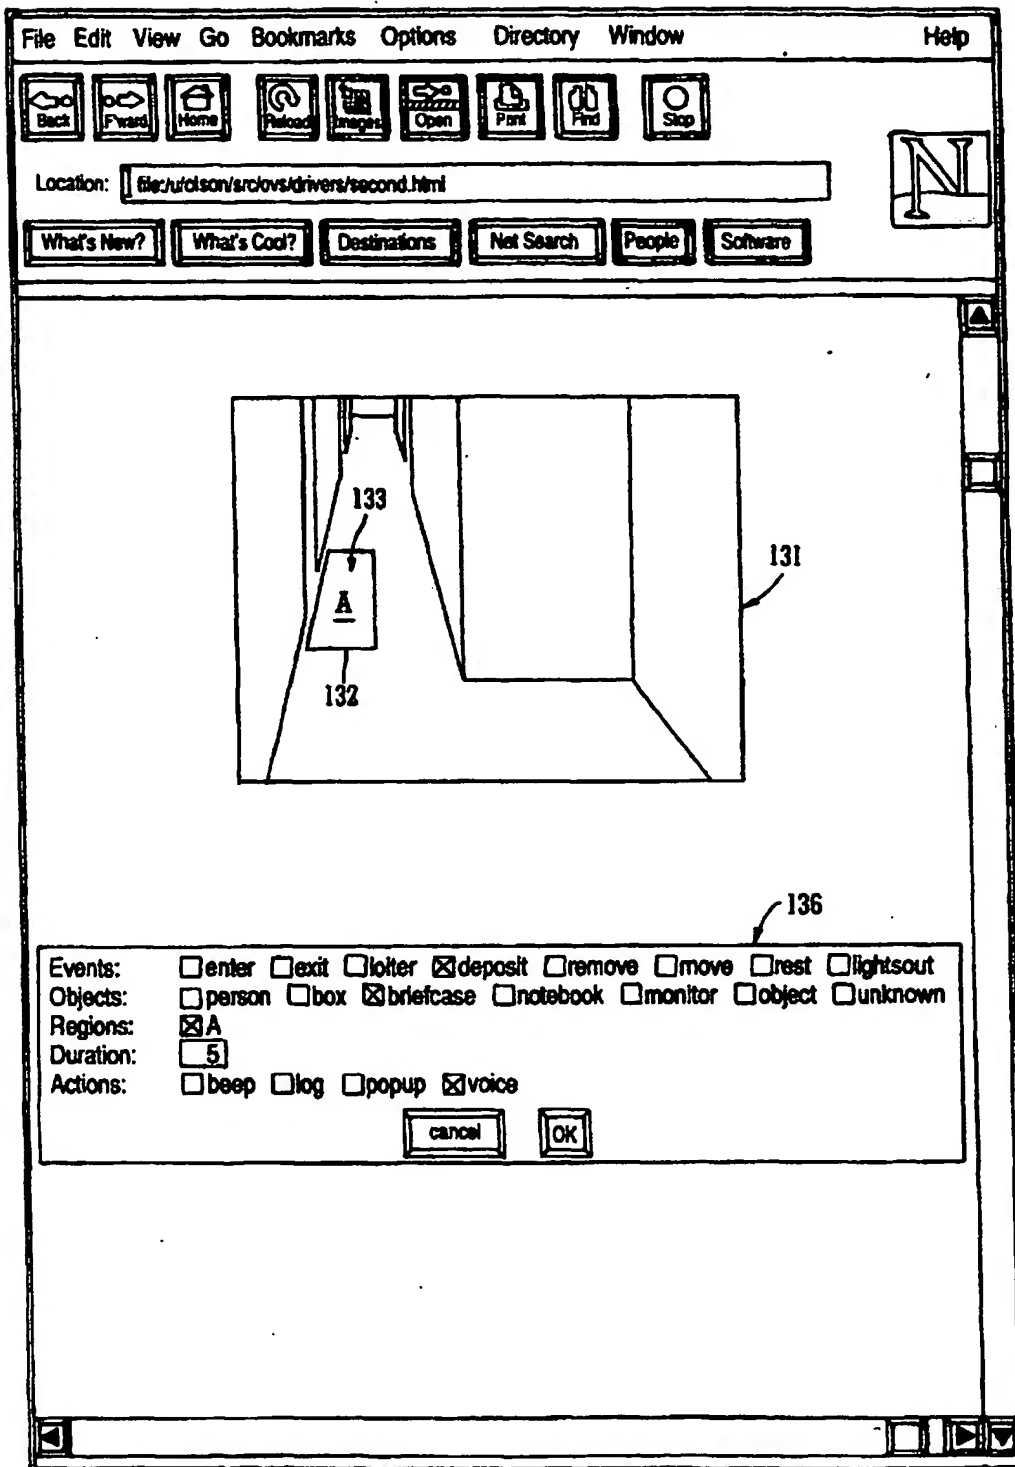 File Edit View Go Bookmarks Options Directory Window Help
Back F'ward Home Reload Images Open Print Find Stop
N
Location: file:/u/olson/src/ovs/drivers/second.html
What's New? What's Cool? Destinations Net Search People Software
133
131
A
132
136
Events: enter exit loiter deposit remove move rest lightsout
Objects: person box briefcase notebook monitor object unknown
Regions: A
Duration: 5
Actions: beep log popup voice
cancel OK